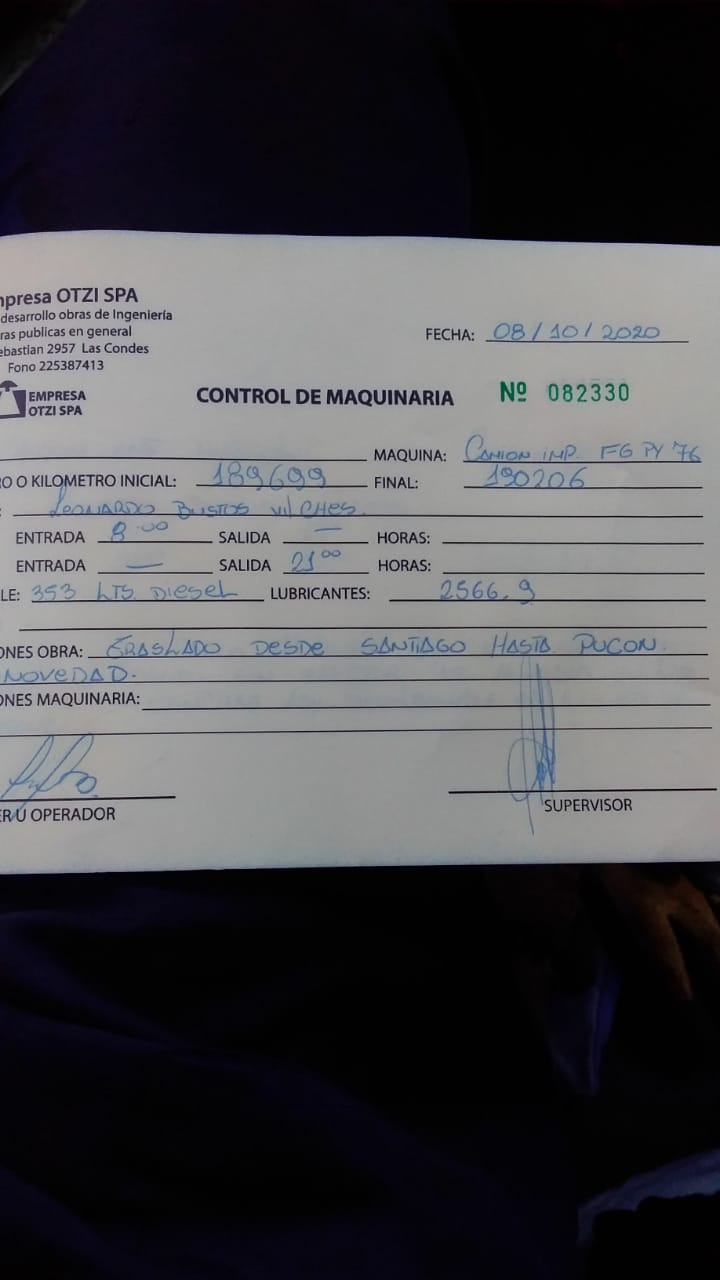 mpresa OTZI SPA
desarrollo obras de Ingeniería
ras publicas en general
ebastian 2957 Las Condes
Fono 225387413
EMPRESA
OTZI SPA
FECHA: 08/10/2020
CONTROL DE MAQUINARIA Nº 082330
MAQUINA: Camion imp. FG PY 76
RO O KILOMETRO INICIAL: 189699 FINAL: 190206
: Leonardo Bustos Vilches.
ENTRADA 8:00 SALIDA — HORAS:
ENTRADA — SALIDA 21:00 HORAS:
LE: 353 LTS. Diesel LUBRICANTES: 2566.9
ONES OBRA: TRASLADO DESDE SANTIAGO HASTA PUCON.
NOVEDAD.
ONES MAQUINARIA:
ER U OPERADOR
SUPERVISOR